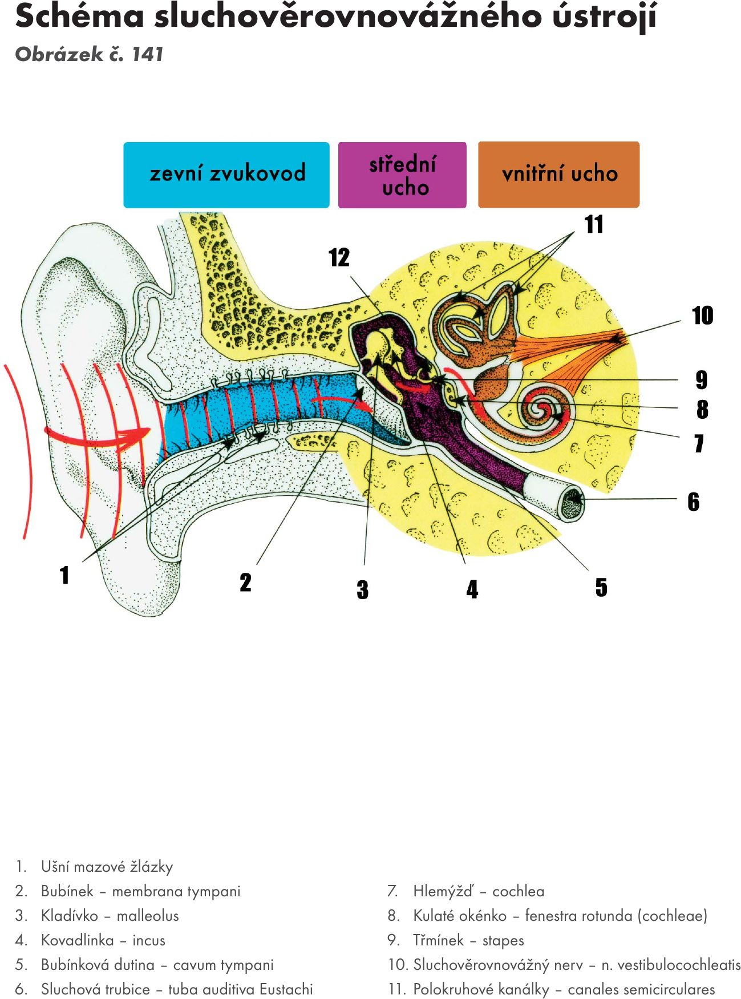 Schéma sluchověrovnovážného ústrojí
Obrázek č. 141
zevní zvukovod
střední
ucho
vnitřní ucho
11
12
10
9
8
7
6
1
2
3
4
5
1. Ušní mazové žlázky
2. Bubínek – membrana tympani
3. Kladívko – malleolus
4. Kovadlinka – incus
5. Bubínková dutina – cavum tympani
6. Sluchová trubice – tuba auditiva Eustachi
7. Hlemýžď – cochlea
8. Kulaté okénko – fenestra rotunda (cochleae)
9. Třmínek – stapes
10. Sluchověrovnovážný nerv – n. vestibulocochleatis
11. Polokruhové kanálky – canales semicirculares